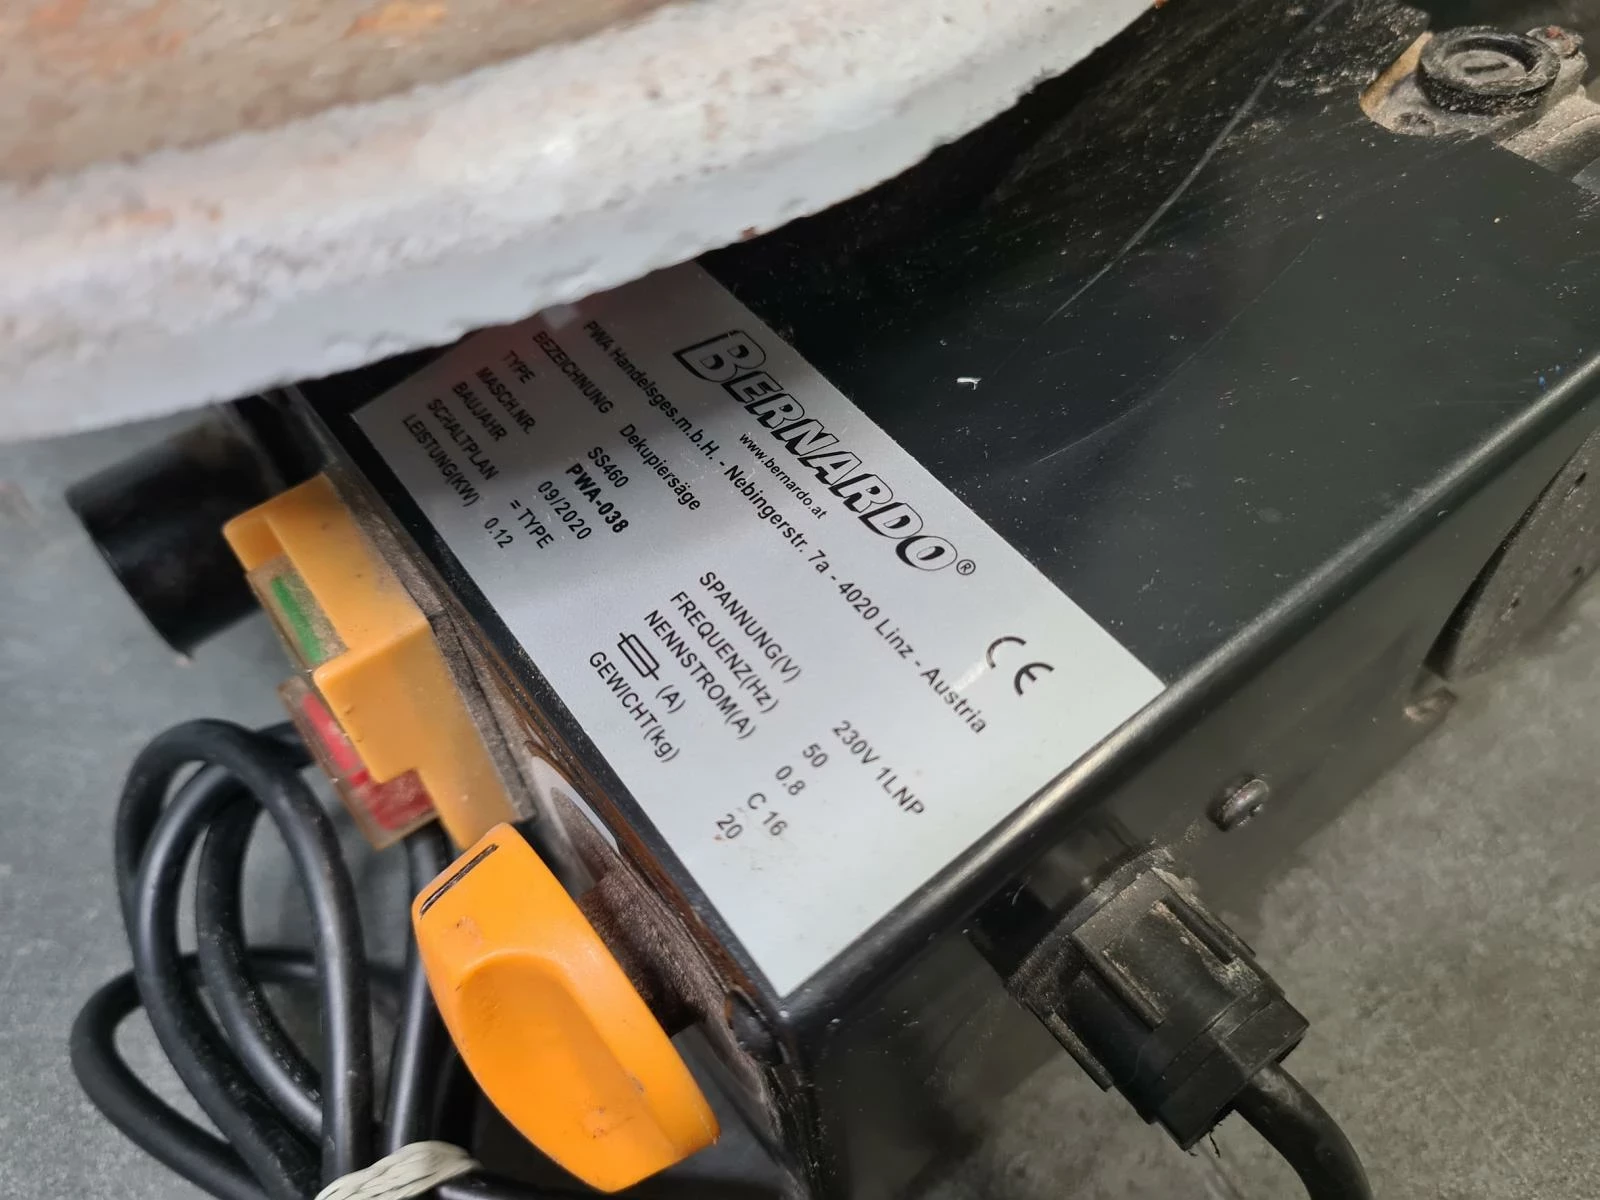 BERNARDO®
www.bernardo.at
PWA Handelsges.m.b.H. - Nebingerstr. 7a - 4020 Linz - Austria
CE
BEZEICHNUNG Dekupiersäge
TYPE SS460
MASCH.NR. PWA-038
BAUJAHR 09/2020
SCHALTPLAN = TYPE
LEISTUNG(KW) 0.12
SPANNUNG(V) 230V 1LNP
FREQUENZ(Hz) 50
NENNSTROM(A) 0.8
(A) C 16
GEWICHT(kg) 20